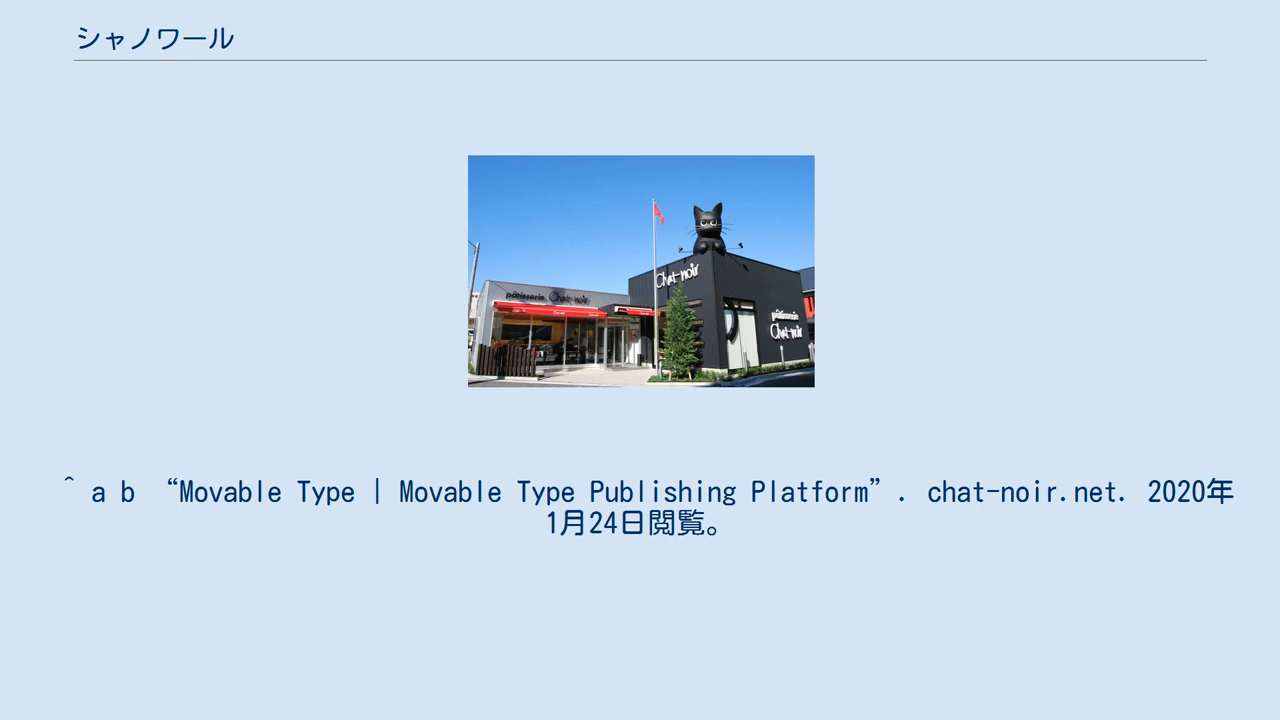 シャノワール
Chat noir
pâtisserie Chat noir
pâtisserie
Chat noir
^ a b “Movable Type | Movable Type Publishing Platform”. chat-noir.net. 2020年
1月24日閲覧。